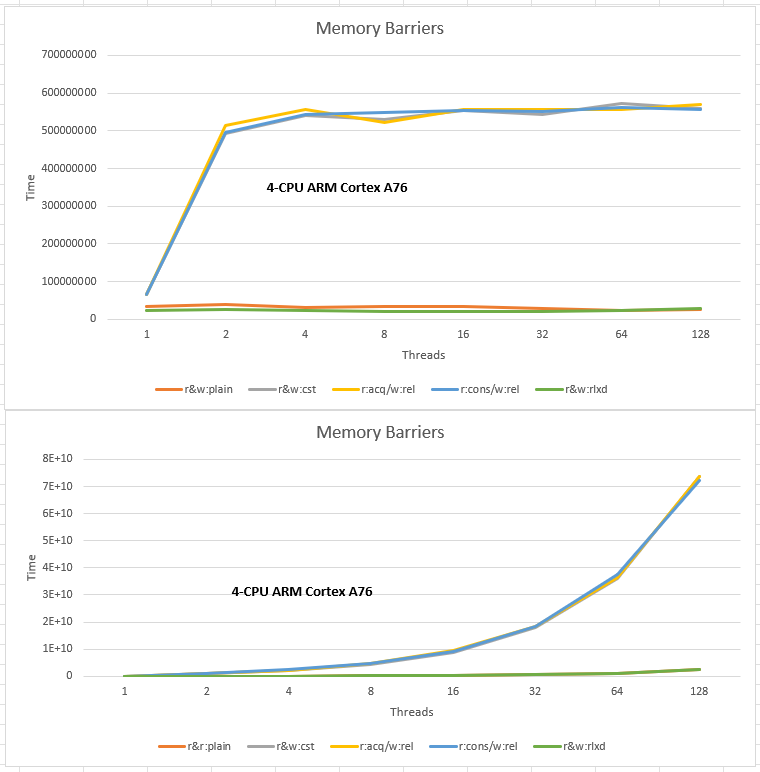 Memory Barriers
700000000
600000000
500000000
400000000
300000000
200000000
100000000
0
Time
4-CPU ARM Cortex A76
1 2 4 8 16 32 64 128
Threads
r&w:plain r&w:cst r:acq/w:rel r:cons/w:rel r&w:rlxd
Memory Barriers
8E+10
7E+10
6E+10
5E+10
4E+10
3E+10
2E+10
1E+10
0
Time
4-CPU ARM Cortex A76
1 2 4 8 16 32 64 128
Threads
r&r:plain r&w:cst r:acq/w:rel r:cons/w:rel r&w:rlxd